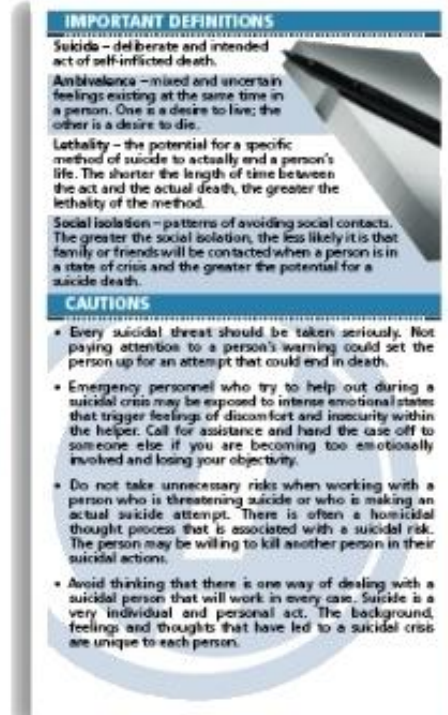 IMPORTANT DEFINITIONS
Suicide – deliberate and intended
act of self-inflicted death.
Ambivalence – mixed and uncertain
feelings existing at the same time in
a person. One is a desire to live; the
other is a desire to die.
Lethality – the potential for a specific
method of suicide to actually end a person's
life. The shorter the length of time between
the act and the actual death, the greater the
lethality of the method.
Social isolation – patterns of avoiding social contacts.
The greater the social isolation, the less likely it is that
family or friends will be contacted when a person is in
a state of crisis and the greater the potential for a
suicide death.
CAUTIONS
• Every suicidal threat should be taken seriously. Not
paying attention to a person's warning could set the
person up for an attempt that could end in death.
• Emergency personnel who try to help out during a
suicidal crisis may be exposed to intense emotional states
that trigger feelings of discomfort and insecurity within
the helper. Call for assistance and hand the case off to
someone else if you are becoming too emotionally
involved and losing your objectivity.
• Do not take unnecessary risks when working with a
person who is threatening suicide or who is making an
actual suicide attempt. There is often a homicidal
thought process that is associated with a suicidal risk.
The person may be willing to kill another person in their
suicidal actions.
• Avoid thinking that there is one way of dealing with a
suicidal person that will work in every case. Suicide is a
very individual and personal act. The background,
feelings and thoughts that have led to a suicidal crisis
are unique to each person.